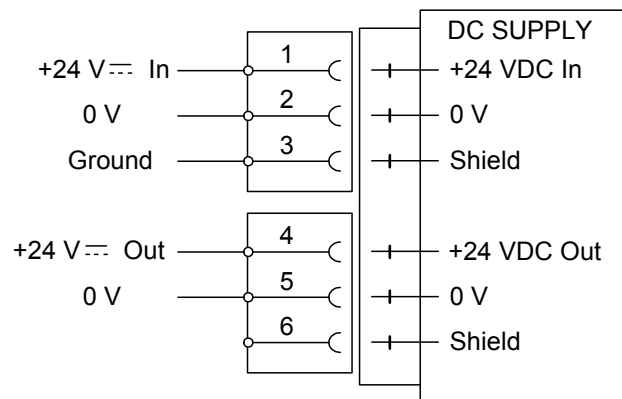 DC SUPPLY
+24 V⎓ In 1 +24 VDC In
0 V 2 0 V
Ground 3 Shield
+24 V⎓ Out 4 +24 VDC Out
0 V 5 0 V
6 Shield